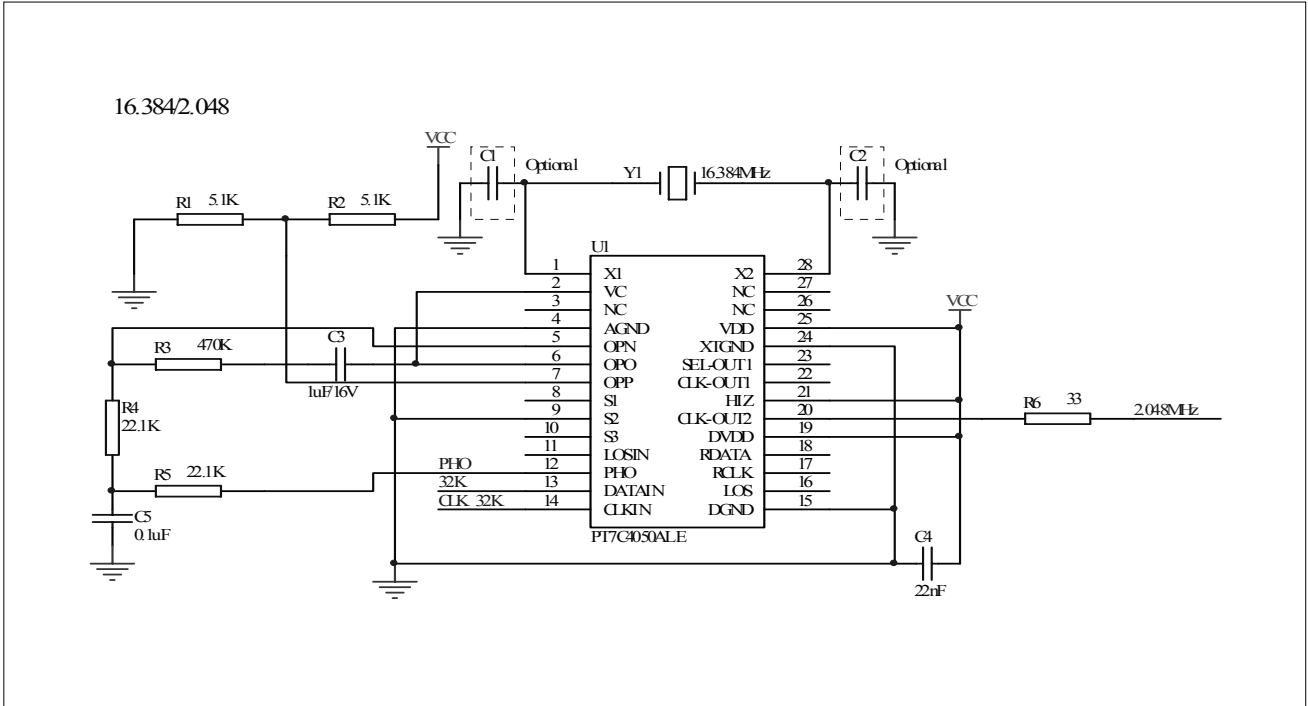 16.384/2.048
VCC
C1
Optional
Y1
16.384MHz
C2
Optional
R1 5.1K
R2 5.1K
U1
1 X1 X2 28
2 VC NC 27
3 NC NC 26
4 AGND VDD 25
VCC
5 OPN XTGND 24
6 OPO SEL-OUT1 23
7 OPP CLK-OUT1 22
8 S1 HIZ 21
9 S2 CLK-OUT2 20
10 S3 DVDD 19
11 LOSIN RDATA 18
12 PHO RCLK 17
13 DATAIN LOS 16
14 CLKIN DGND 15
PT7C4050ALE
R3 470K
C3
1uF/16V
R4
22.1K
R5 22.1K
C5
0.1uF
PHO
32K
CLK 32K
R6 33
2.048MHz
C4
22nF